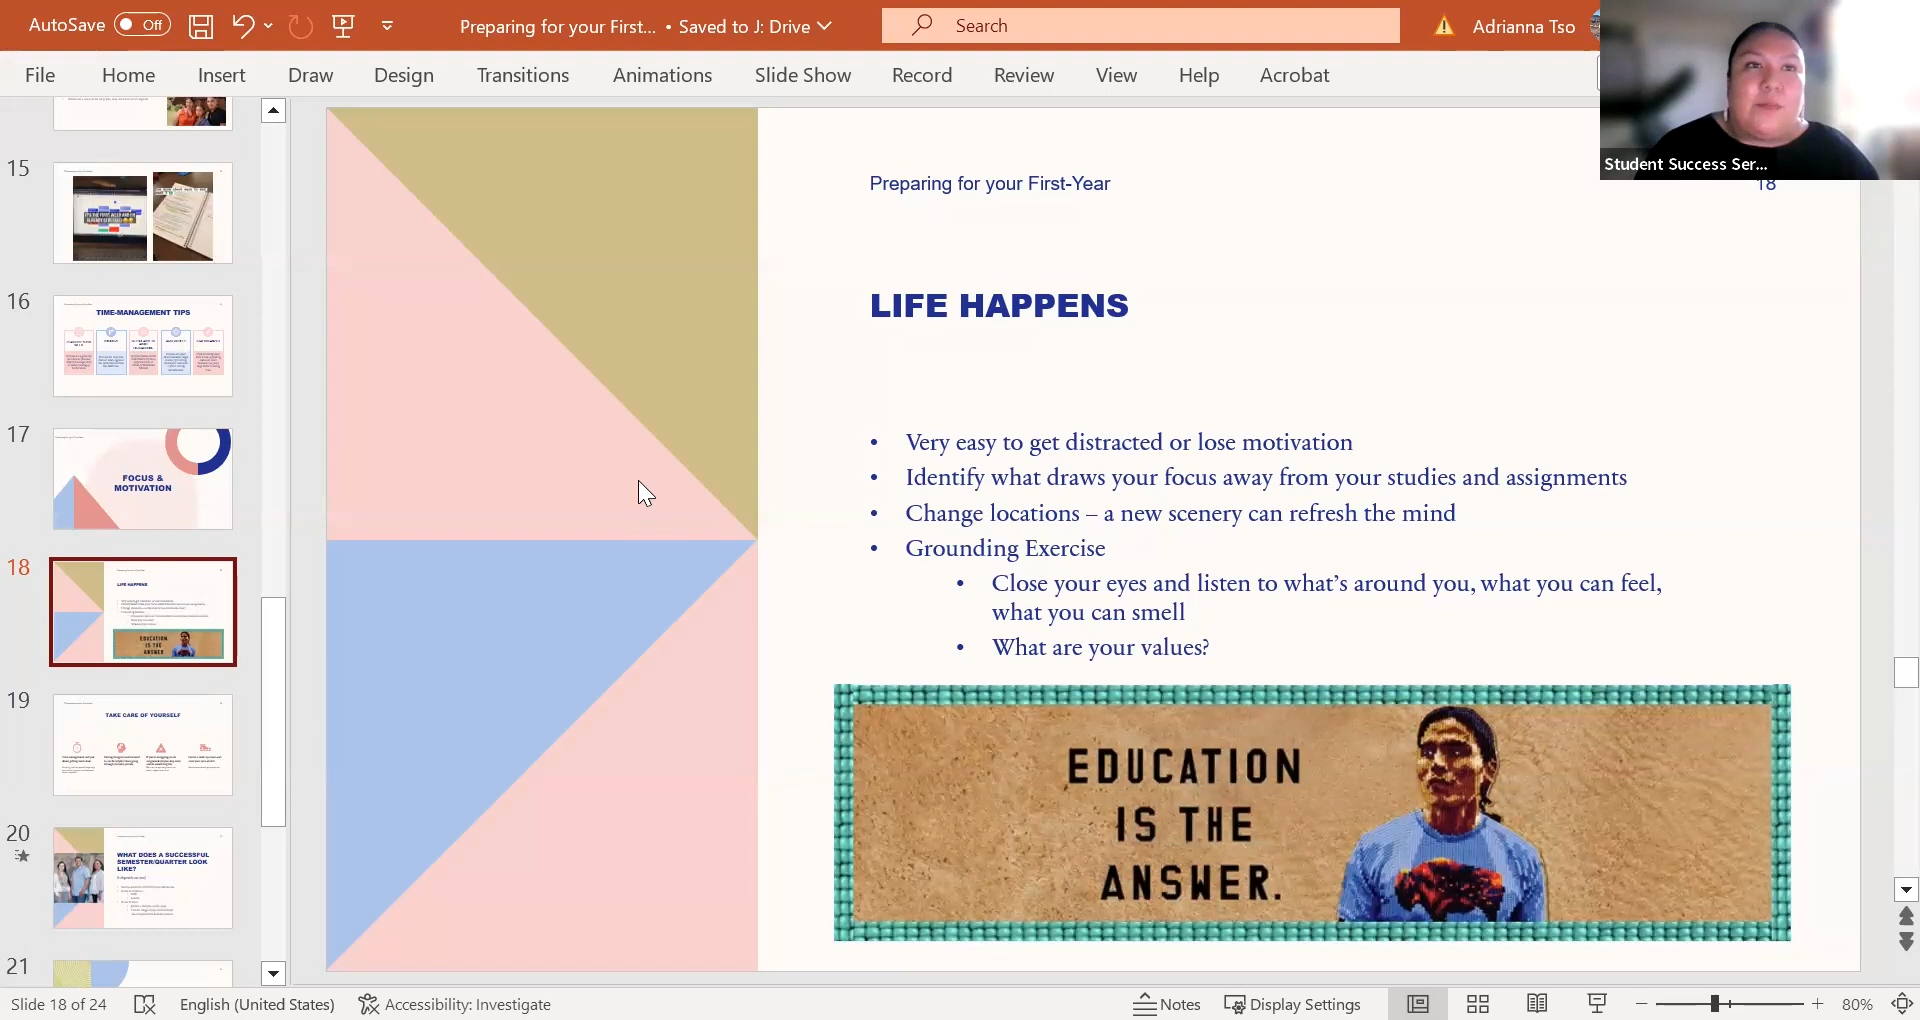 AutoSave Off
Preparing for your First... • Saved to J: Drive
Search
Adrianna Tso
File Home Insert Draw Design Transitions Animations Slide Show Record Review View Help Acrobat
Student Success Ser...
15
16
TIME-MANAGEMENT TIPS
17
FOCUS &
MOTIVATION
18
LIFE HAPPENS
EDUCATION
IS THE
ANSWER
19
TAKE CARE OF YOURSELF
20
WHAT DOES A SUCCESSFUL
SEMESTER/QUARTER LOOK
LIKE?
21
Preparing for your First-Year
18
LIFE HAPPENS
• Very easy to get distracted or lose motivation
• Identify what draws your focus away from your studies and assignments
• Change locations – a new scenery can refresh the mind
• Grounding Exercise
• Close your eyes and listen to what’s around you, what you can feel,
what you can smell
• What are your values?
EDUCATION
IS THE
ANSWER.
Slide 18 of 24 English (United States) Accessibility: Investigate Notes Display Settings 80%